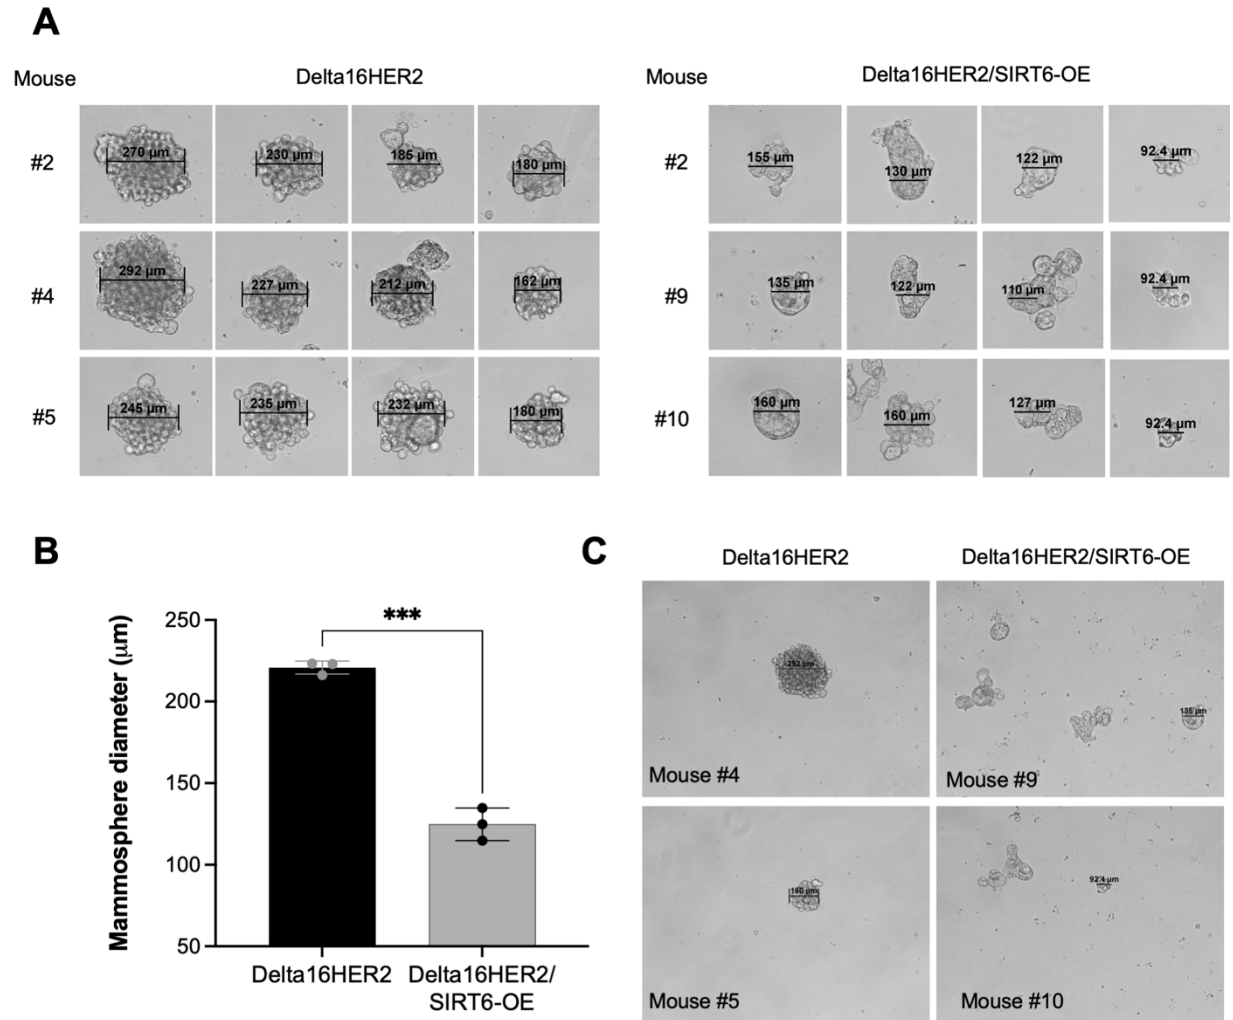 A
Mouse Delta16HER2
Mouse Delta16HER2/SIRT6-OE
#2
270 µm 230 µm 185 µm 180 µm
#4
292 µm 227 µm 212 µm 162 µm
#5
245 µm 235 µm 232 µm 180 µm
#2
155 µm 130 µm 122 µm 92.4 µm
#9
135 µm 122 µm 110 µm 92.4 µm
#10
160 µm 160 µm 127 µm 92.4 µm
B
Mammosphere diameter (µm)
250
200
150
100
50
***
Delta16HER2
Delta16HER2/
SIRT6-OE
C
Delta16HER2 Delta16HER2/SIRT6-OE
292 µm
Mouse #4
135 µm
Mouse #9
180 µm
Mouse #5
92.4 µm
Mouse #10